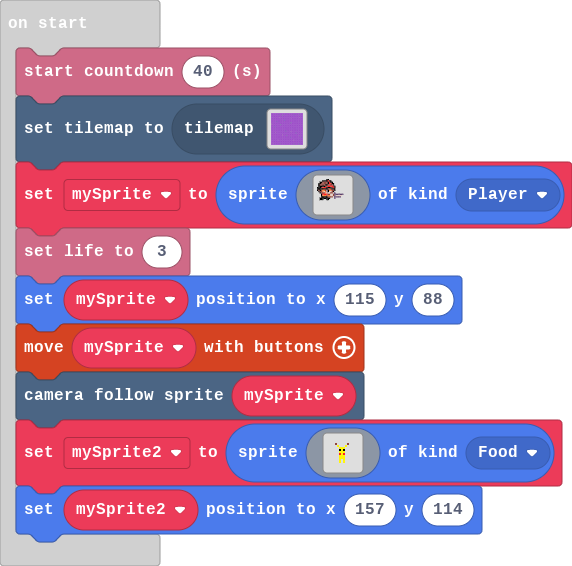 on start
start countdown 40 (s)
set tilemap to tilemap
set mySprite to sprite of kind Player
set life to 3
set mySprite position to x 115 y 88
move mySprite with buttons
camera follow sprite mySprite
set mySprite2 to sprite of kind Food
set mySprite2 position to x 157 y 114